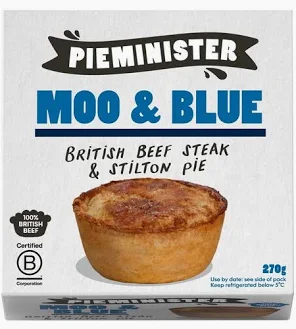 PIEMINISTER
MOO & BLUE
BRITISH BEEF STEAK
& STILTON PIE
100%
BRITISH
BEEF
Certified
B
Corporation
270g
Use by date: see side of pack
Keep refrigerated below 5°C
MOO & BLUE